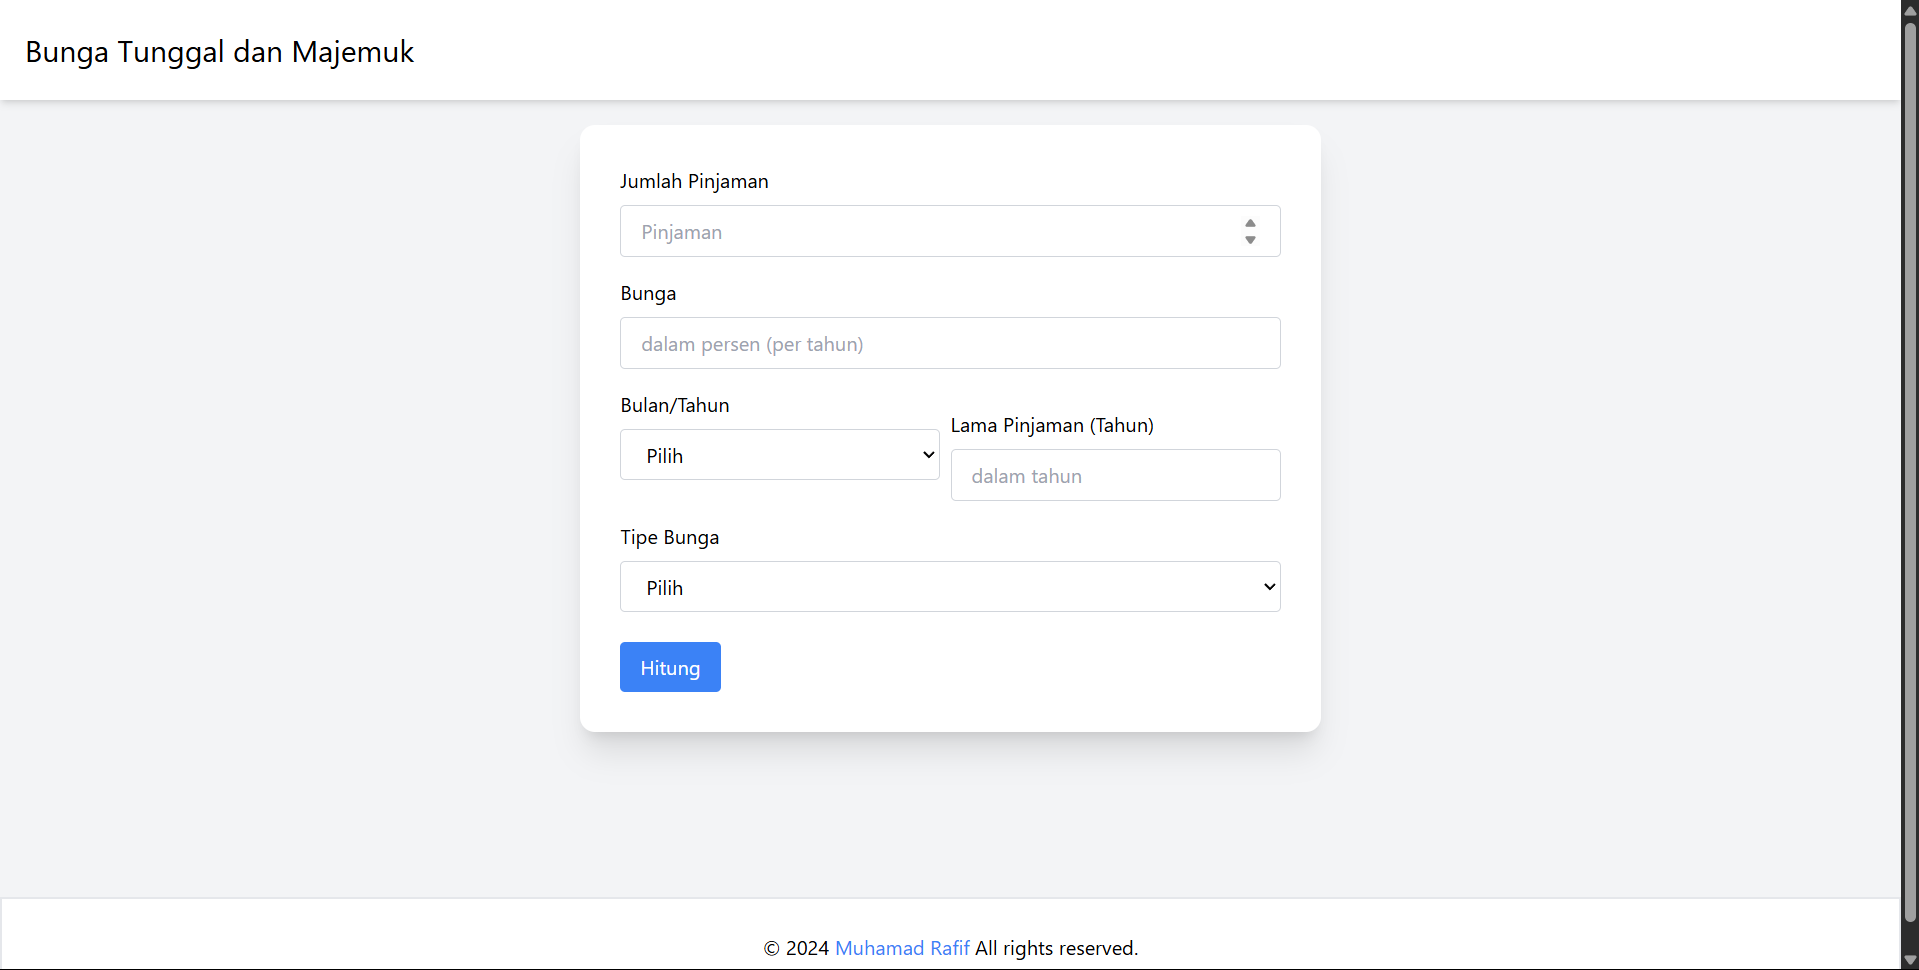 Bunga Tunggal dan Majemuk
Jumlah Pinjaman
Pinjaman
Bunga
dalam persen (per tahun)
Bulan/Tahun
Pilih
Lama Pinjaman (Tahun)
dalam tahun
Tipe Bunga
Pilih
Hitung
© 2024 Muhamad Rafif All rights reserved.